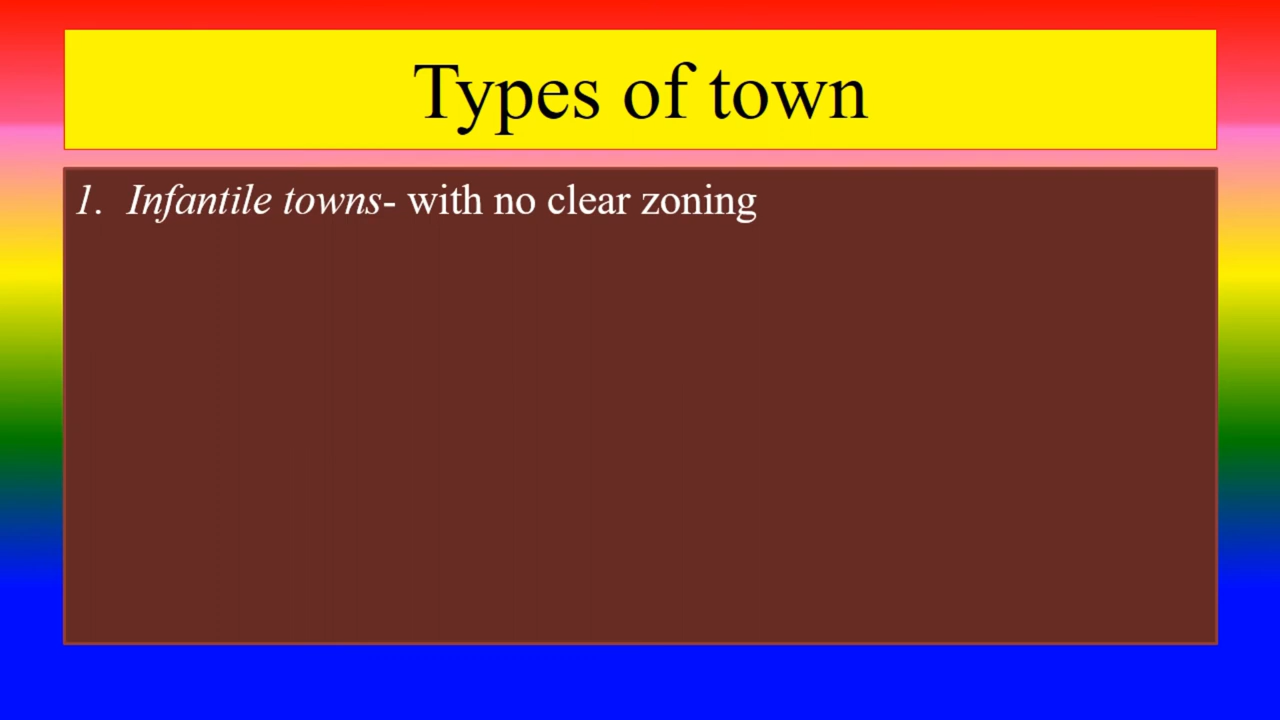 Types of town
1. Infantile towns- with no clear zoning